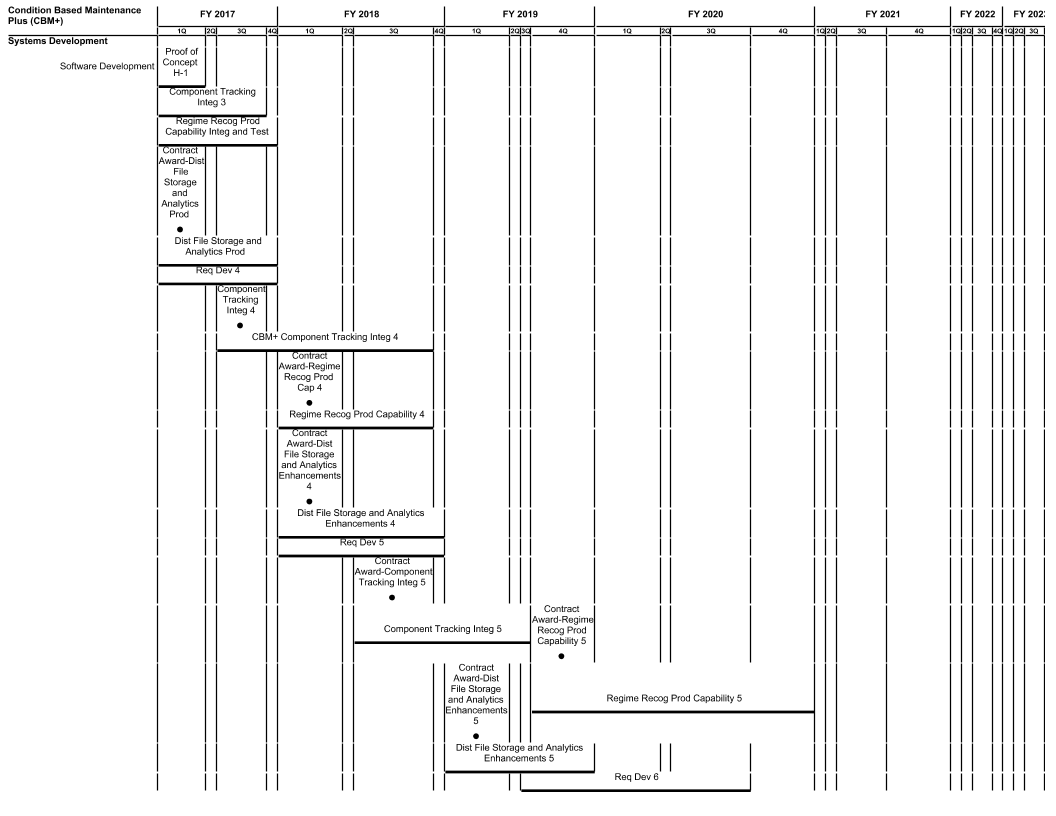 Condition Based Maintenance
Plus (CBM+)
FY 2017 FY 2018 FY 2019 FY 2020 FY 2021 FY 2022 FY 2023
1Q 2Q 3Q 4Q 1Q 2Q 3Q 4Q 1Q 2Q 3Q 4Q 1Q 2Q 3Q 4Q 1Q 2Q 3Q 4Q 1Q 2Q 3Q 4Q 1Q 2Q 3Q
Systems Development
Software Development
Proof of
Concept
H-1
Component Tracking
Integ 3
Regime Recog Prod
Capability Integ and Test
Contract
Award-Dist
File
Storage
and
Analytics
Prod
Dist File Storage and
Analytics Prod
Req Dev 4
Component
Tracking
Integ 4
CBM+ Component Tracking Integ 4
Contract
Award-Regime
Recog Prod
Cap 4
Regime Recog Prod Capability 4
Contract
Award-Dist
File Storage
and Analytics
Enhancements
4
Dist File Storage and Analytics
Enhancements 4
Req Dev 5
Contract
Award-Component
Tracking Integ 5
Component Tracking Integ 5
Contract
Award-Regime
Recog Prod
Capability 5
Contract
Award-Dist
File Storage
and Analytics
Enhancements
5
Regime Recog Prod Capability 5
Dist File Storage and Analytics
Enhancements 5
Req Dev 6